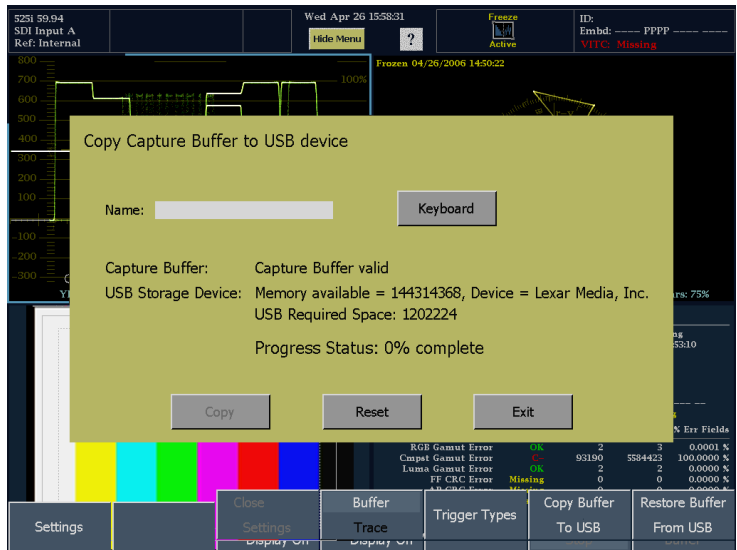 525i 59.94
SDI Input A
Ref: Internal
Wed Apr 26 15:58:31
Hide Menu
?
Freeze
Active
ID:
Embd: ---- PPPP ---- ----
VITC: Missing
800
700
600
500
400
300
200
100
-100
-200
-300
100%
Frozen 04/26/2006 14:50:22
Copy Capture Buffer to USB device
Name:
Keyboard
Capture Buffer: Capture Buffer valid
USB Storage Device: Memory available = 144314368, Device = Lexar Media, Inc.
USB Required Space: 1202224
Progress Status: 0% complete
Copy
Reset
Exit
75%
53:10
% Err Fields
RGB Gamut Error OK 2 3 0.0001 %
Cmpst Gamut Error C- 93190 5584423 100.0000 %
Luma Gamut Error OK 2 2 0.0000 %
FF CRC Error Missing 0 0 0.0000 %
Settings
Close
Settings
Display On
Buffer
Trace
Display On
Trigger Types
Copy Buffer
To USB
Restore Buffer
From USB